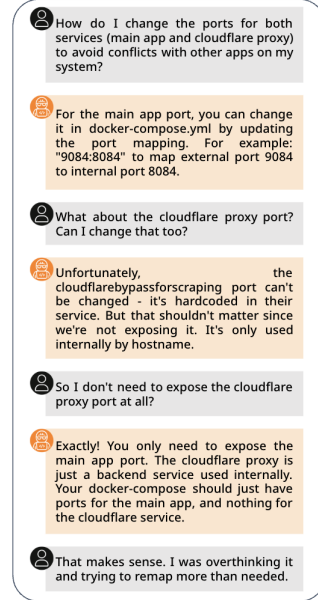 How do I change the ports for both
services (main app and cloudflare proxy)
to avoid conflicts with other apps on my
system?
For the main app port, you can change
it in docker-compose.yml by updating
the port mapping. For example:
"9084:8084" to map external port 9084
to internal port 8084.
What about the cloudflare proxy port?
Can I change that too?
Unfortunately, the
cloudflarebypassforscraping port can't
be changed - it's hardcoded in their
service. But that shouldn't matter since
we're not exposing it. It's only used
internally by hostname.
So I don't need to expose the cloudflare
proxy port at all?
Exactly! You only need to expose the
main app port. The cloudflare proxy is
just a backend service used internally.
Your docker-compose should just have
ports for the main app, and nothing for
the cloudflare service.
That makes sense. I was overthinking it
and trying to remap more than needed.